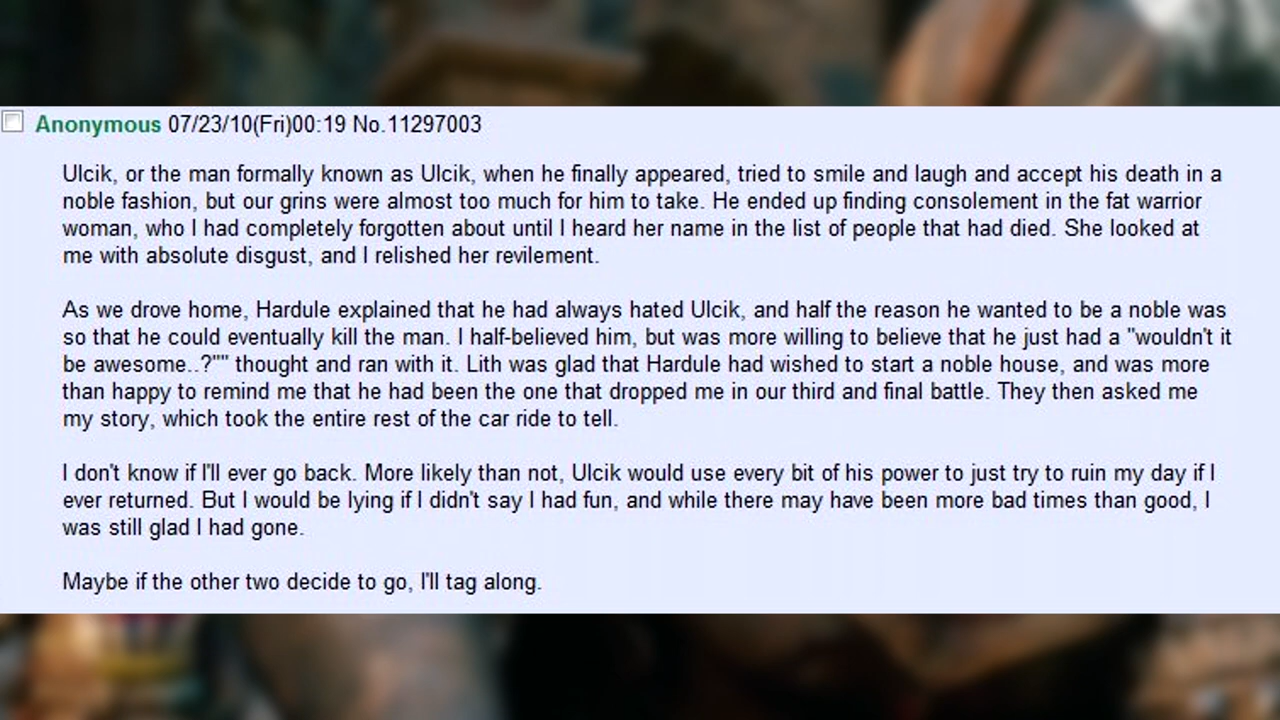 Anonymous 07/23/10(Fri)00:19 No.11297003
Ulcik, or the man formally known as Ulcik, when he finally appeared, tried to smile and laugh and accept his death in a
noble fashion, but our grins were almost too much for him to take. He ended up finding consolement in the fat warrior
woman, who I had completely forgotten about until I heard her name in the list of people that had died. She looked at
me with absolute disgust, and I relished her revilement.
As we drove home, Hardule explained that he had always hated Ulcik, and half the reason he wanted to be a noble was
so that he could eventually kill the man. I half-believed him, but was more willing to believe that he just had a "wouldn't it
be awesome..?"" thought and ran with it. Lith was glad that Hardule had wished to start a noble house, and was more
than happy to remind me that he had been the one that dropped me in our third and final battle. They then asked me
my story, which took the entire rest of the car ride to tell.
I don't know if I'll ever go back. More likely than not, Ulcik would use every bit of his power to just try to ruin my day if I
ever returned. But I would be lying if I didn't say I had fun, and while there may have been more bad times than good, I
was still glad I had gone.
Maybe if the other two decide to go, I'll tag along.